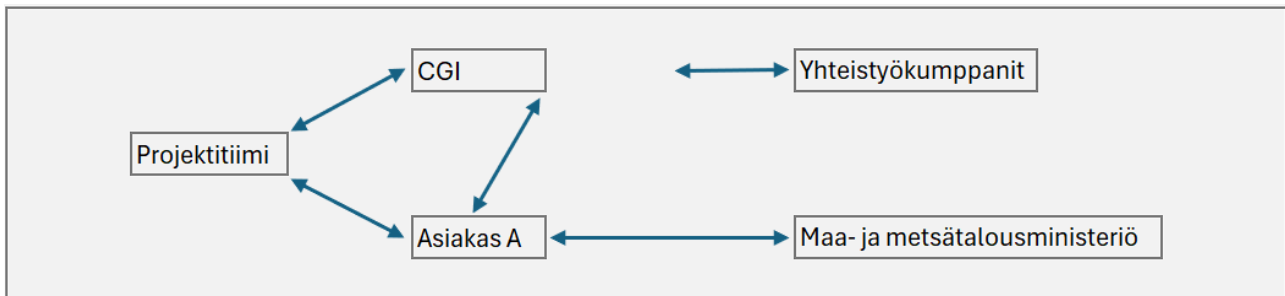 CGI
Yhteistyökumppanit
Projektitiimi
Asiakas A
Maa- ja metsätalousministeriö